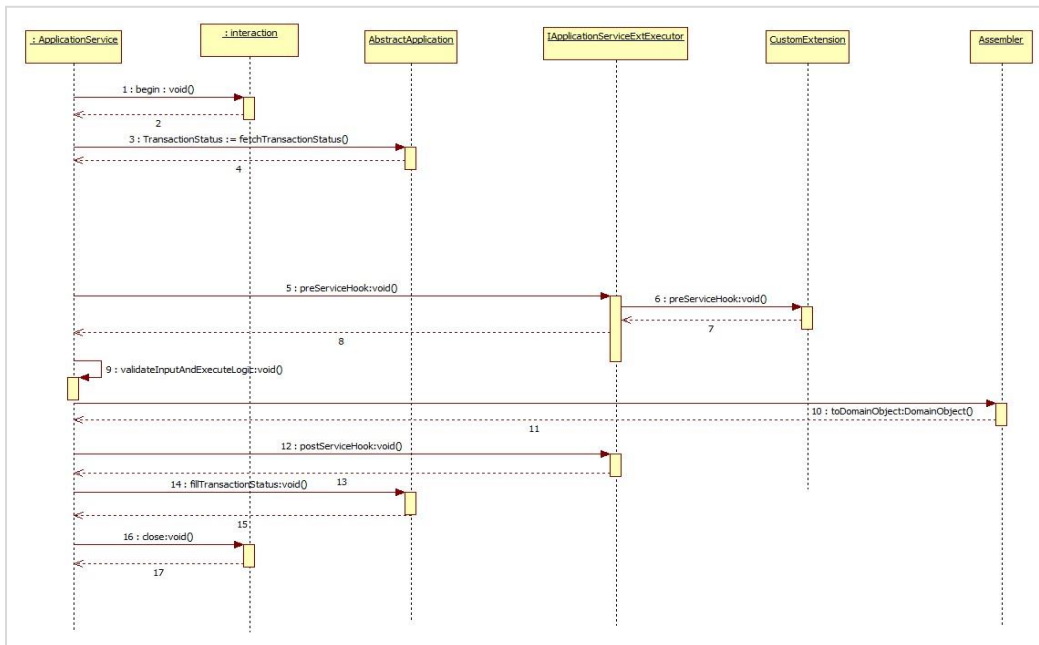 : ApplicationService
: interaction
AbstractApplication
IApplicationServiceExtExecutor
CustomExtension
Assembler
1 : begin : void()
2
3 : TransactionStatus := fetchTransactionStatus()
4
5 : preServiceHook:void()
6 : preServiceHook:void()
7
8
9 : validateInputAndExecuteLogic:void()
10 : toDomainObject:DomainObject()
11
12 : postServiceHook:void()
13
14 : fillTransactionStatus:void()
15
16 : close:void()
17